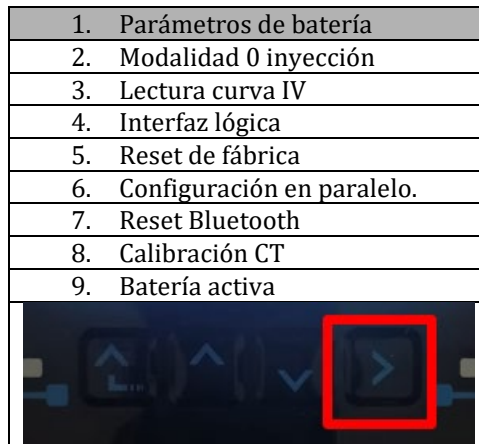 1. Parámetros de batería
2. Modalidad 0 inyección
3. Lectura curva IV
4. Interfaz lógica
5. Reset de fábrica
6. Configuración en paralelo.
7. Reset Bluetooth
8. Calibración CT
9. Batería activa